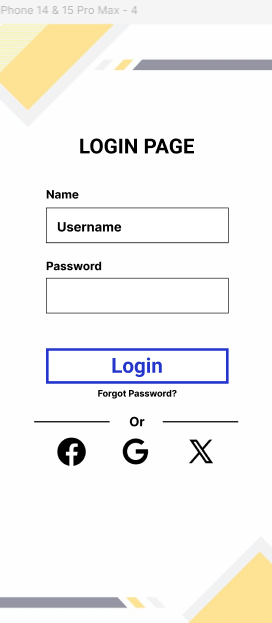 Phone 14 & 15 Pro Max - 4
LOGIN PAGE
Name
Username
Password
Login
Forgot Password?
Or